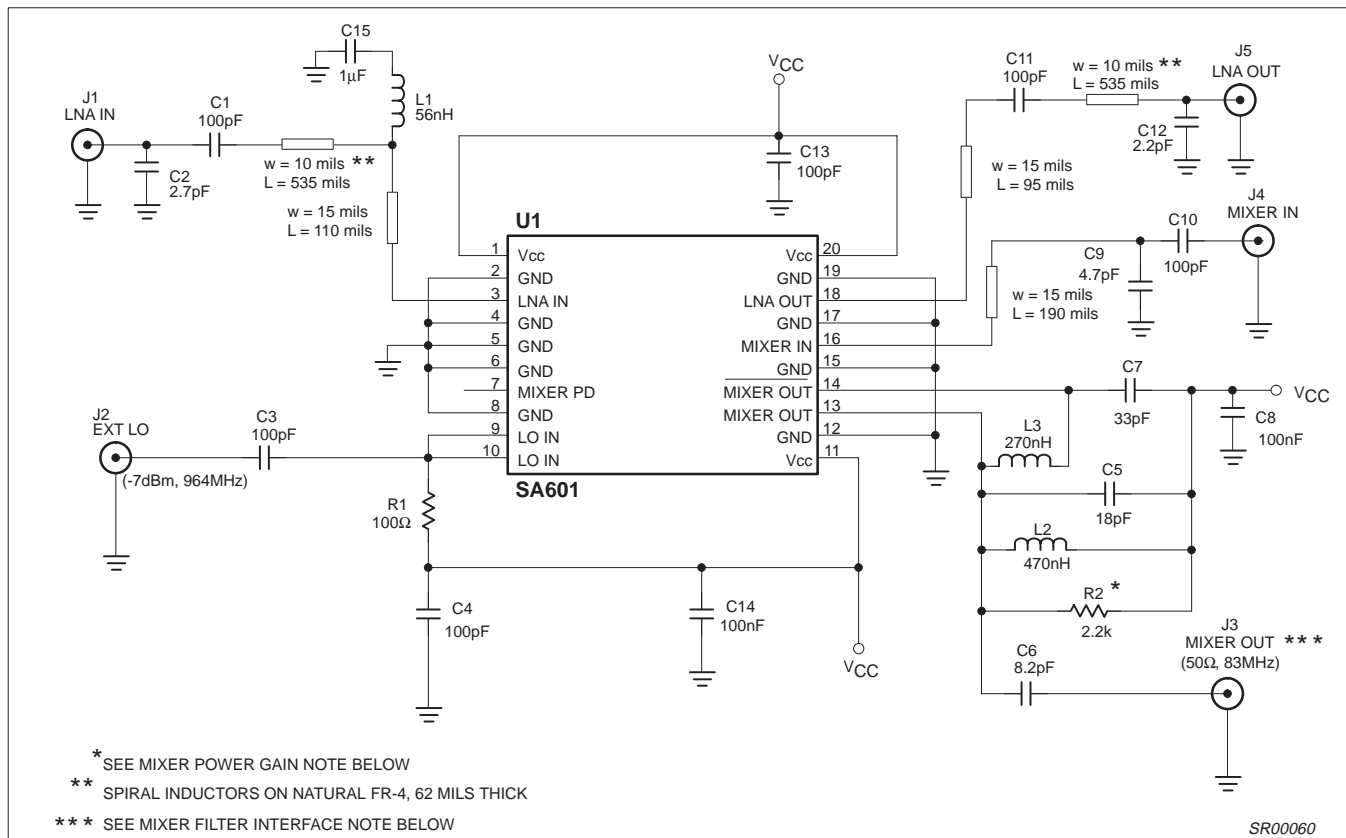 C15
1µF
L1
56nH
J1
LNA IN
C1
100pF
C2
2.7pF
w = 10 mils **
L = 535 mils
w = 15 mils
L = 110 mils
VCC
C13
100pF
C11
100pF
w = 10 mils **
L = 535 mils
J5
LNA OUT
C12
2.2pF
w = 15 mils
L = 95 mils
J4
MIXER IN
C10
100pF
C9
4.7pF
w = 15 mils
L = 190 mils
U1
1 Vcc
2 GND
3 LNA IN
4 GND
5 GND
6 GND
7 MIXER PD
8 GND
9 LO IN
10 LO IN
Vcc 20
GND 19
LNA OUT 18
GND 17
MIXER IN 16
GND 15
MIXER OUT 14
MIXER OUT 13
GND 12
Vcc 11
SA601
J2
EXT LO
(-7dBm, 964MHz)
C3
100pF
R1
100Ω
C4
100pF
C14
100nF
VCC
C7
33pF
VCC
C8
100nF
L3
270nH
C5
18pF
L2
470nH
R2 *
2.2k
C6
8.2pF
J3
MIXER OUT ***
(50Ω, 83MHz)
* SEE MIXER POWER GAIN NOTE BELOW
** SPIRAL INDUCTORS ON NATURAL FR-4, 62 MILS THICK
*** SEE MIXER FILTER INTERFACE NOTE BELOW
SR00060